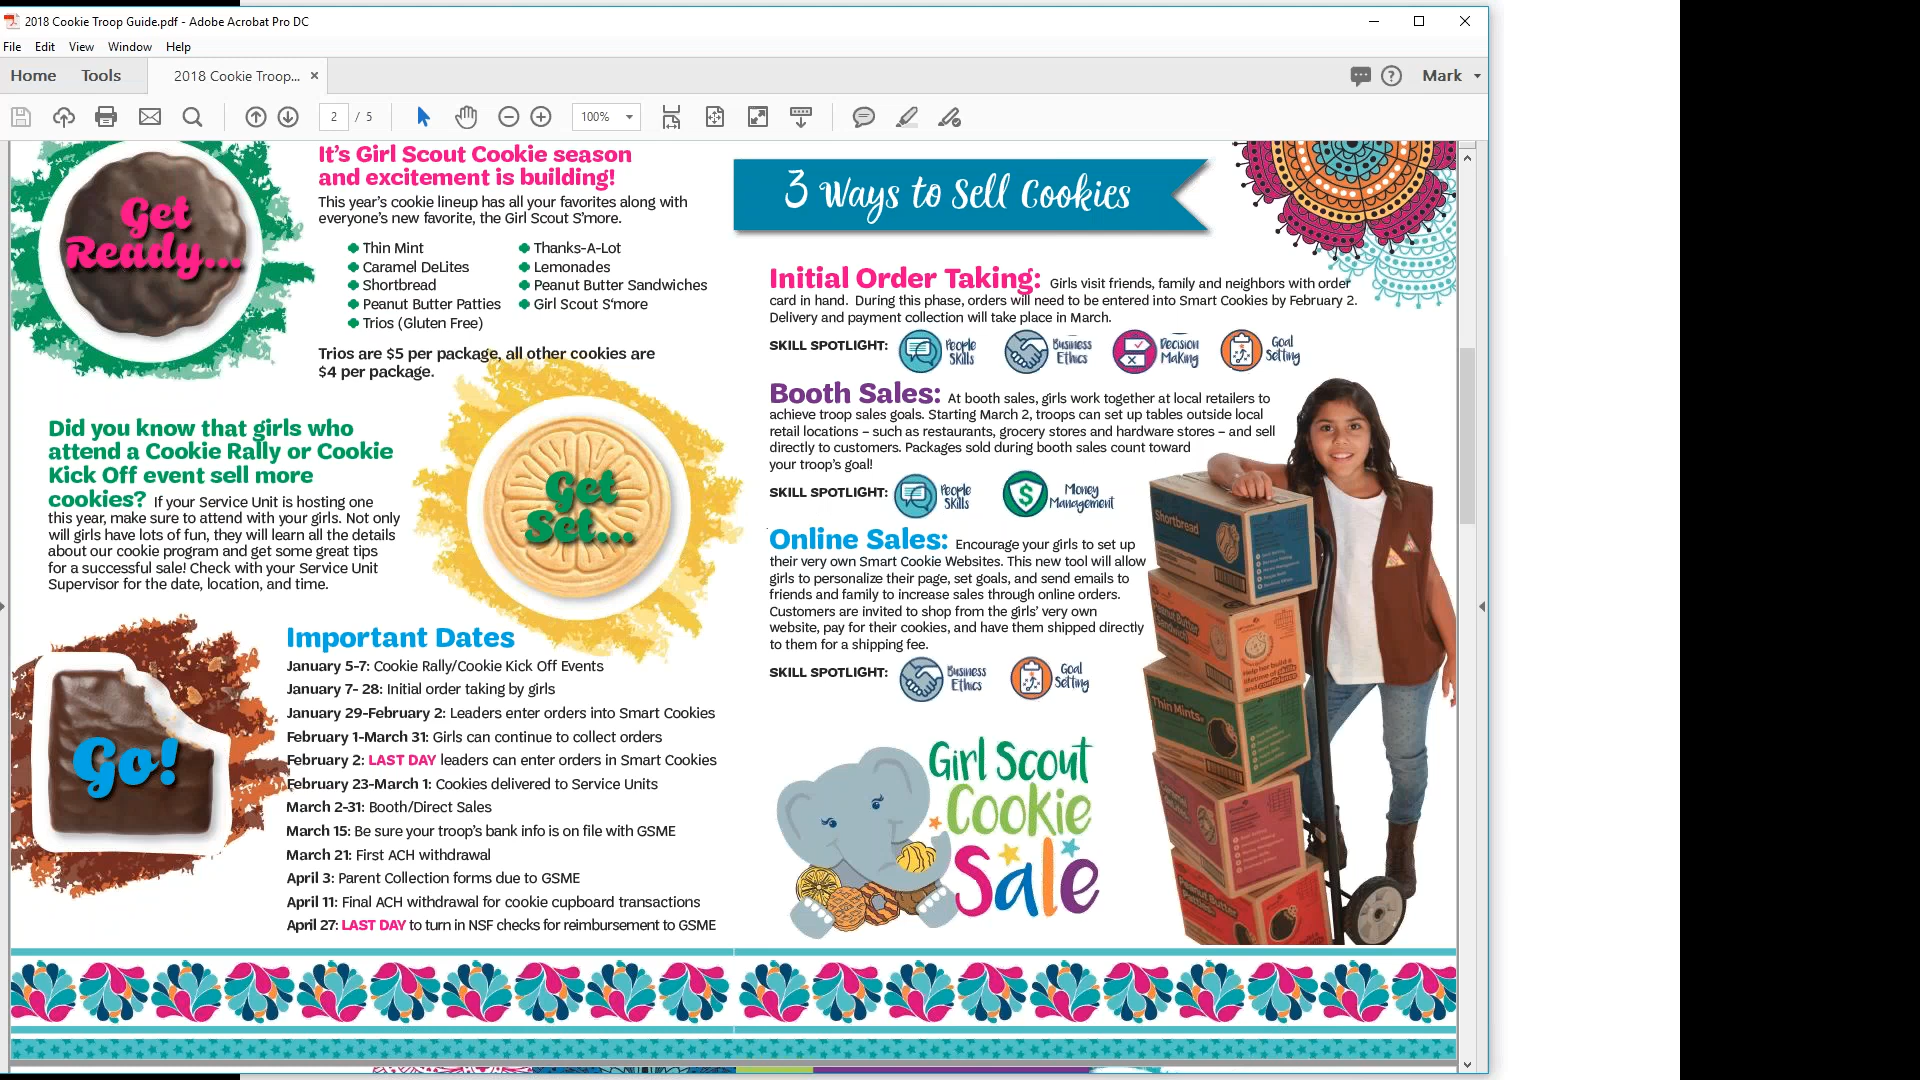 2018 Cookie Troop Guide.pdf - Adobe Acrobat Pro DC
File Edit View Window Help
Home Tools 2018 Cookie Troop... × Mark
2 / 5 100%
Get
Ready...
It's Girl Scout Cookie season
and excitement is building!
This year's cookie lineup has all your favorites along with
everyone's new favorite, the Girl Scout S'more.
Thin Mint
Caramel DeLites
Shortbread
Peanut Butter Patties
Trios (Gluten Free)
Thanks-A-Lot
Lemonades
Peanut Butter Sandwiches
Girl Scout S'more
Trios are $5 per package, all other cookies are
$4 per package.
Did you know that girls who
attend a Cookie Rally or Cookie
Kick Off event sell more
cookies? If your Service Unit is hosting one
this year, make sure to attend with your girls. Not only
will girls have lots of fun, they will learn all the details
about our cookie program and get some great tips
for a successful sale! Check with your Service Unit
Supervisor for the date, location, and time.
Get
Set...
Go!
Important Dates
January 5-7: Cookie Rally/Cookie Kick Off Events
January 7- 28: Initial order taking by girls
January 29-February 2: Leaders enter orders into Smart Cookies
February 1-March 31: Girls can continue to collect orders
February 2: LAST DAY leaders can enter orders in Smart Cookies
February 23-March 1: Cookies delivered to Service Units
March 2-31: Booth/Direct Sales
March 15: Be sure your troop's bank info is on file with GSME
March 21: First ACH withdrawal
April 3: Parent Collection forms due to GSME
April 11: Final ACH withdrawal for cookie cupboard transactions
April 27: LAST DAY to turn in NSF checks for reimbursement to GSME
3 Ways to Sell Cookies
Initial Order Taking: Girls visit friends, family and neighbors with order
card in hand. During this phase, orders will need to be entered into Smart Cookies by February 2.
Delivery and payment collection will take place in March.
SKILL SPOTLIGHT: People Skills Business Ethics Decision Making Goal Setting
Booth Sales: At booth sales, girls work together at local retailers to
achieve troop sales goals. Starting March 2, troops can set up tables outside local
retail locations – such as restaurants, grocery stores and hardware stores – and sell
directly to customers. Packages sold during booth sales count toward
your troop's goal!
SKILL SPOTLIGHT: People Skills Money Management
Online Sales: Encourage your girls to set up
their very own Smart Cookie Websites. This new tool will allow
girls to personalize their page, set goals, and send emails to
friends and family to increase sales through online orders.
Customers are invited to shop from the girls' very own
website, pay for their cookies, and have them shipped directly
to them for a shipping fee.
SKILL SPOTLIGHT: Business Ethics Goal Setting
Girl Scout
Cookie
Sale
Shortbread
Peanut Butter
Sandwich
Help her build a
lifetime of skills
and confidence
Thin Mints
Caramel
deLites
Peanut Butter
Patties